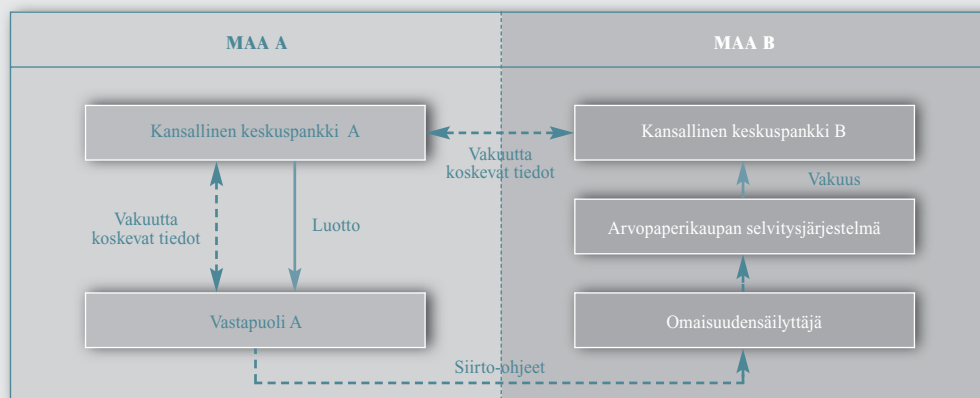 MAA A
MAA B
Kansallinen keskuspankki A
Kansallinen keskuspankki B
Vakuutta
koskevat tiedot
Vakuus
Vakuutta
koskevat tiedot
Luotto
Arvopaperikaupan selvitysjärjestelmä
Vastapuoli A
Omaisuudensäilyttäjä
Siirto-ohjeet